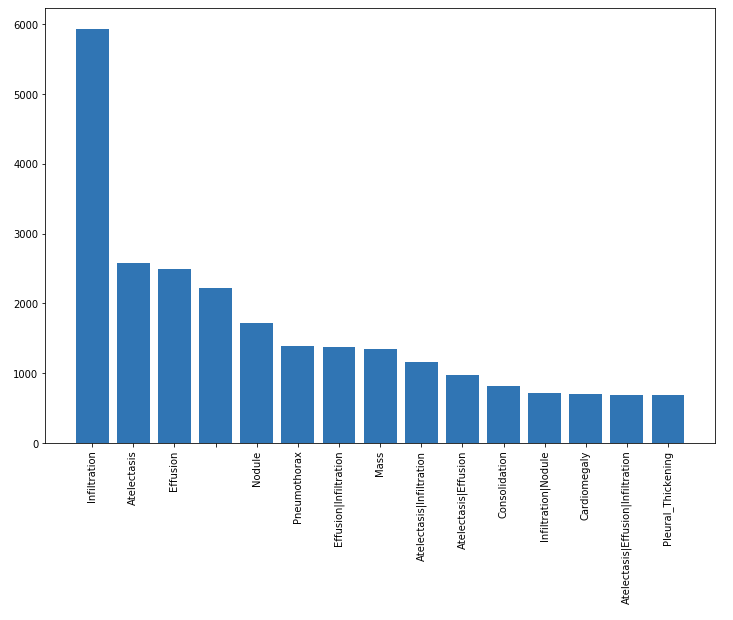 6000
5000
4000
3000
2000
1000
0
Infiltration
Atelectasis
Effusion
Nodule
Pneumothorax
Effusion|Infiltration
Mass
Atelectasis|Infiltration
Atelectasis|Effusion
Consolidation
Infiltration|Nodule
Cardiomegaly
Atelectasis|Effusion|Infiltration
Pleural_Thickening